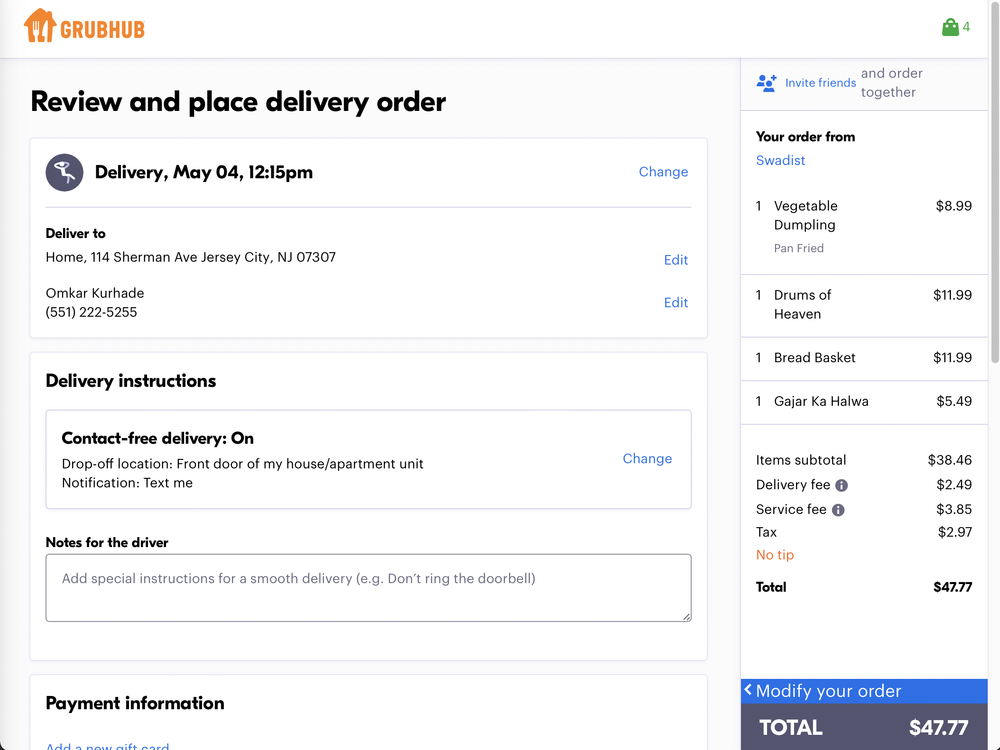 GRUBHUB
4
Review and place delivery order
Delivery, May 04, 12:15pm
Change
Deliver to
Home, 114 Sherman Ave Jersey City, NJ 07307
Edit
Omkar Kurhade
(551) 222-5255
Edit
Delivery instructions
Contact-free delivery: On
Drop-off location: Front door of my house/apartment unit
Notification: Text me
Change
Notes for the driver
Add special instructions for a smooth delivery (e.g. Don’t ring the doorbell)
Payment information
Add a new gift card
Invite friends and order
together
Your order from
Swadist
1 Vegetable $8.99
Dumpling
Pan Fried
1 Drums of $11.99
Heaven
1 Bread Basket $11.99
1 Gajar Ka Halwa $5.49
Items subtotal $38.46
Delivery fee $2.49
Service fee $3.85
Tax $2.97
No tip
Total $47.77
Modify your order
TOTAL $47.77